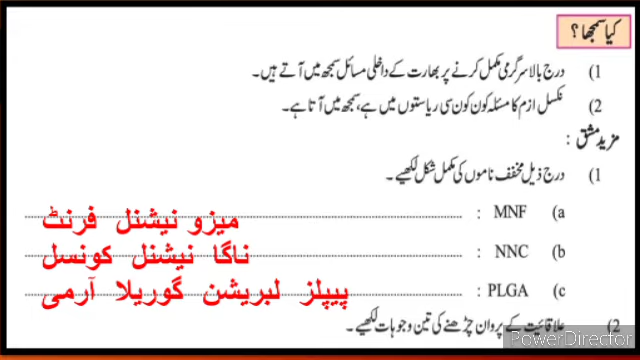 کیا سمجھا؟
1) درج بالا سرگرمی مکمل کرنے پر بھارت کے داخلی مسائل سمجھ میں آتے ہیں۔
2) نکسل ازم کا مسئلہ کون کون سی ریاستوں میں ہے، سمجھ میں آتا ہے۔
مزید مشق :
1) درج ذیل مخفف ناموں کی مکمل شکل لکھیے۔
a) MNF : میزو نیشنل فرنٹ
b) NNC : ناگا نیشنل کونسل
c) PLGA : پیپلز لبریشن گوریلا آرمی
2) علاقائیت کے پروان چڑھنے کی تین وجوہات لکھیے۔
PowerDirector